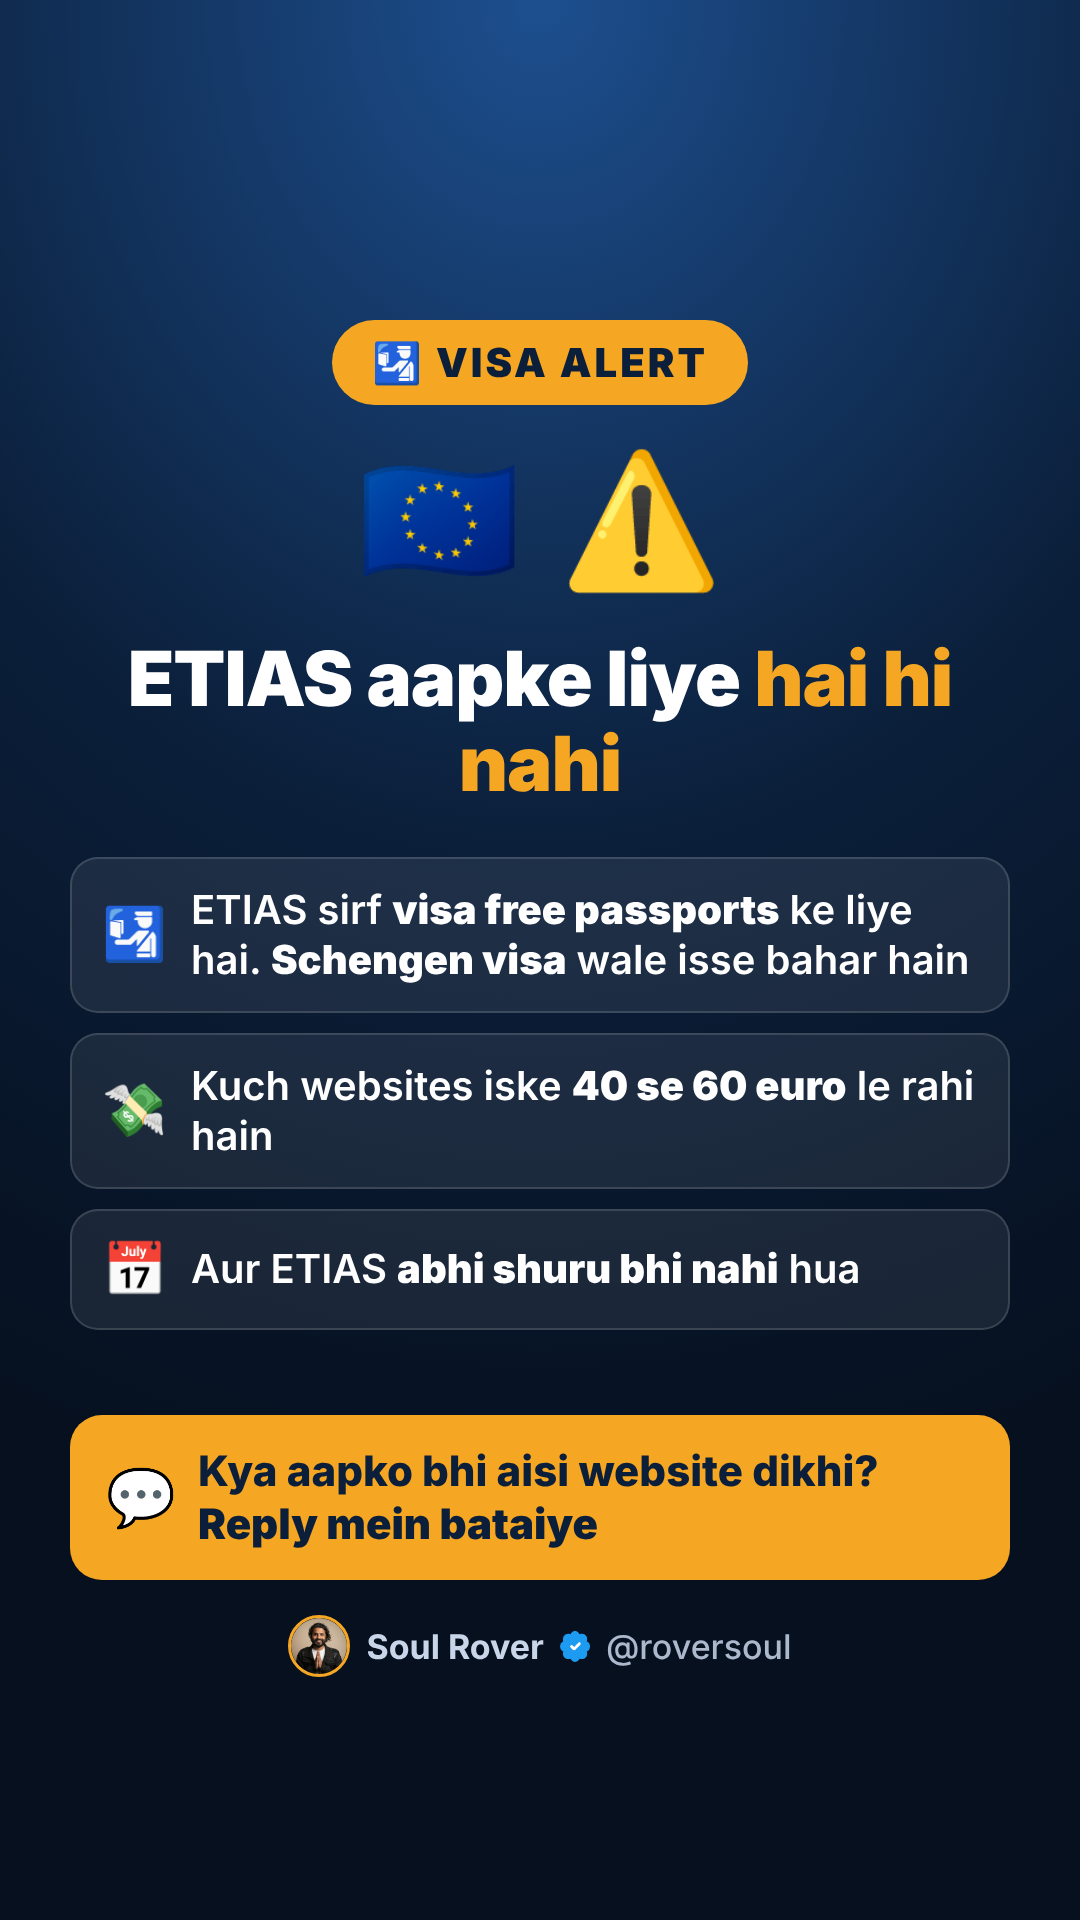 VISA ALERT
ETIAS aapke liye hai hi
nahi
ETIAS sirf visa free passports ke liye
hai. Schengen visa wale isse bahar hain
Kuch websites iske 40 se 60 euro le rahi
hain
July
17
Aur ETIAS abhi shuru bhi nahi hua
Kya aapko bhi aisi website dikhi?
Reply mein bataiye
Soul Rover @roversoul